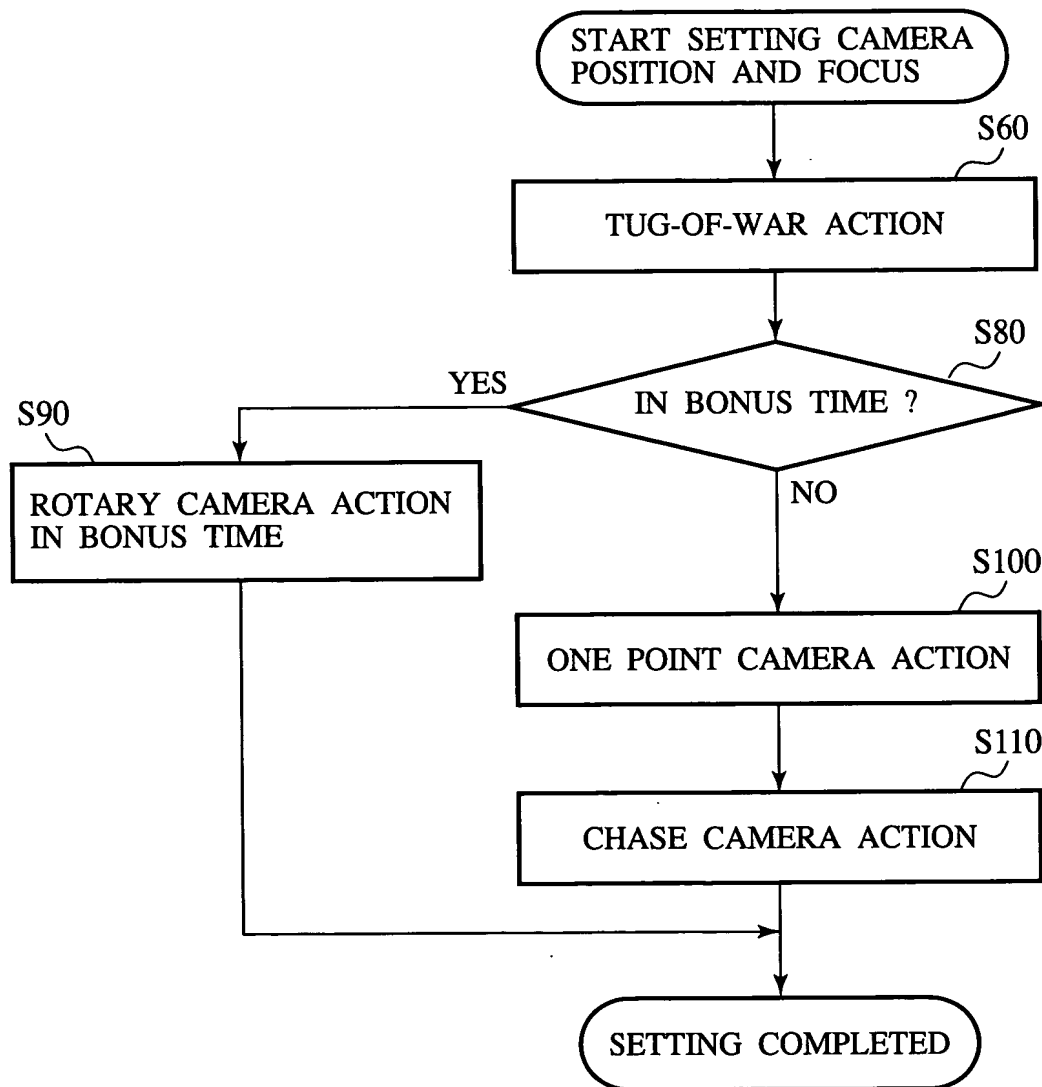 START SETTING CAMERA
POSITION AND FOCUS
S60
TUG-OF-WAR ACTION
S80
IN BONUS TIME ?
YES
NO
S90
ROTARY CAMERA ACTION
IN BONUS TIME
S100
ONE POINT CAMERA ACTION
S110
CHASE CAMERA ACTION
SETTING COMPLETED